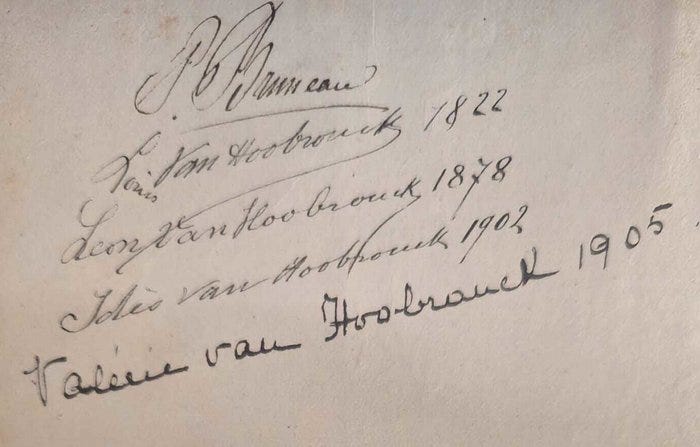 Bruneau
Louis Van Hoobrouck 1822
Leon Van Hoobrouck 1878
Idès van Hoobrouck 1902
Valérie van Hoobrouck 1905